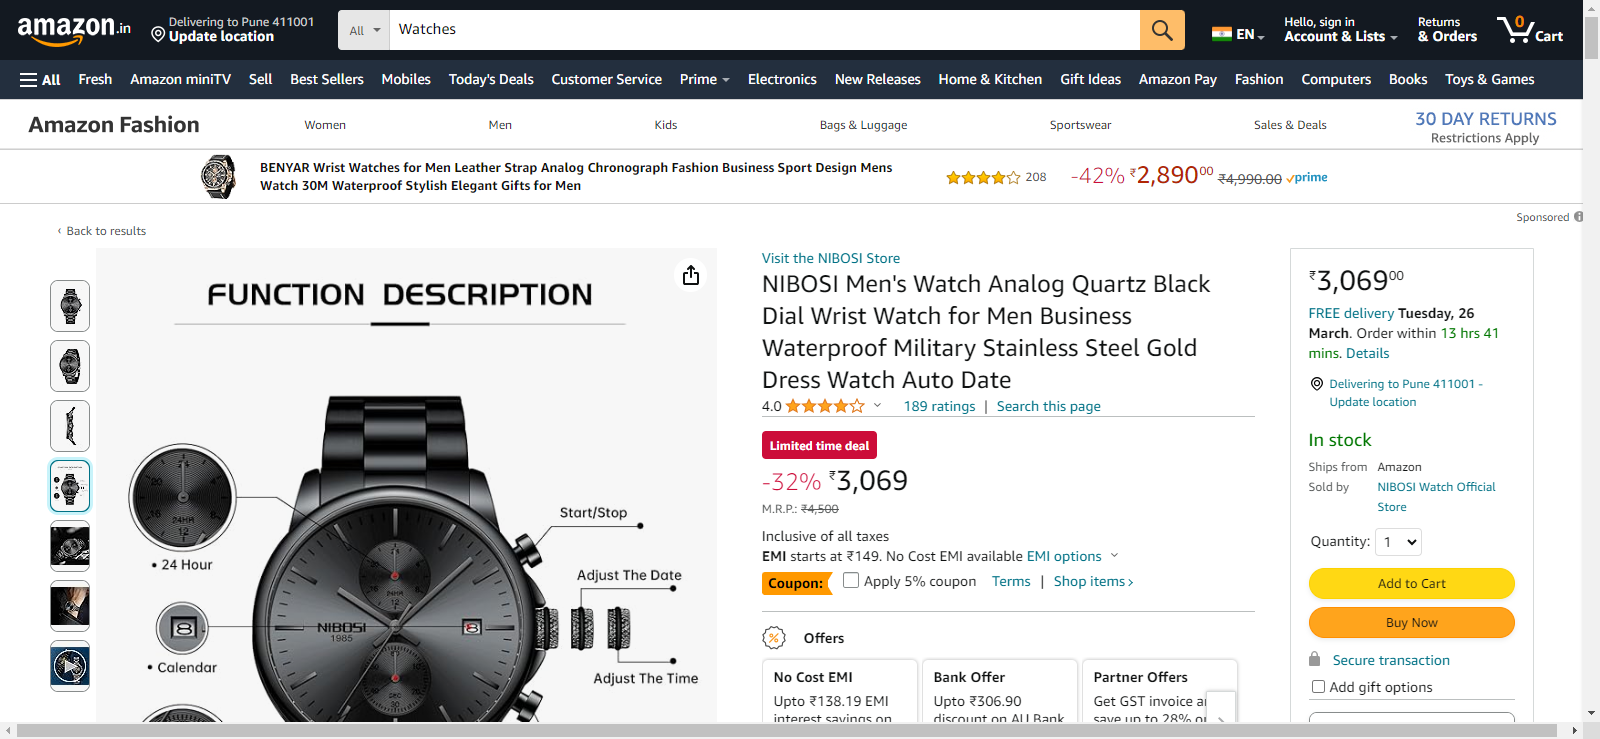 amazon.in
Delivering to Pune 411001
Update location
All
Watches
EN
Hello, sign in
Account & Lists
Returns
& Orders
0
Cart
All
Fresh
Amazon miniTV
Sell
Best Sellers
Mobiles
Today's Deals
Customer Service
Prime
Electronics
New Releases
Home & Kitchen
Gift Ideas
Amazon Pay
Fashion
Computers
Books
Toys & Games
Amazon Fashion
Women
Men
Kids
Bags & Luggage
Sportswear
Sales & Deals
30 DAY RETURNS
Restrictions Apply
BENYAR Wrist Watches for Men Leather Strap Analog Chronograph Fashion Business Sport Design Mens
Watch 30M Waterproof Stylish Elegant Gifts for Men
208
-42% ₹2,89000 ₹4,990.00 prime
Sponsored
‹ Back to results
FUNCTION DESCRIPTION
24HR
12
• 24 Hour
8
• Calendar
NIBOSI
1985
8
Start/Stop
Adjust The Date
Adjust The Time
Visit the NIBOSI Store
NIBOSI Men's Watch Analog Quartz Black
Dial Wrist Watch for Men Business
Waterproof Military Stainless Steel Gold
Dress Watch Auto Date
4.0
189 ratings | Search this page
Limited time deal
-32% ₹3,069
M.R.P.: ₹4,500
Inclusive of all taxes
EMI starts at ₹149. No Cost EMI available EMI options
Coupon: Apply 5% coupon Terms | Shop items ›
% Offers
No Cost EMI
Upto ₹138.19 EMI
interest savings on
Bank Offer
Upto ₹306.90
discount on AU Bank
Partner Offers
Get GST invoice
save up to 28%
₹3,06900
FREE delivery Tuesday, 26
March. Order within 13 hrs 41
mins. Details
Delivering to Pune 411001 -
Update location
In stock
Ships from Amazon
Sold by NIBOSI Watch Official
Store
Quantity: 1
Add to Cart
Buy Now
Secure transaction
Add gift options